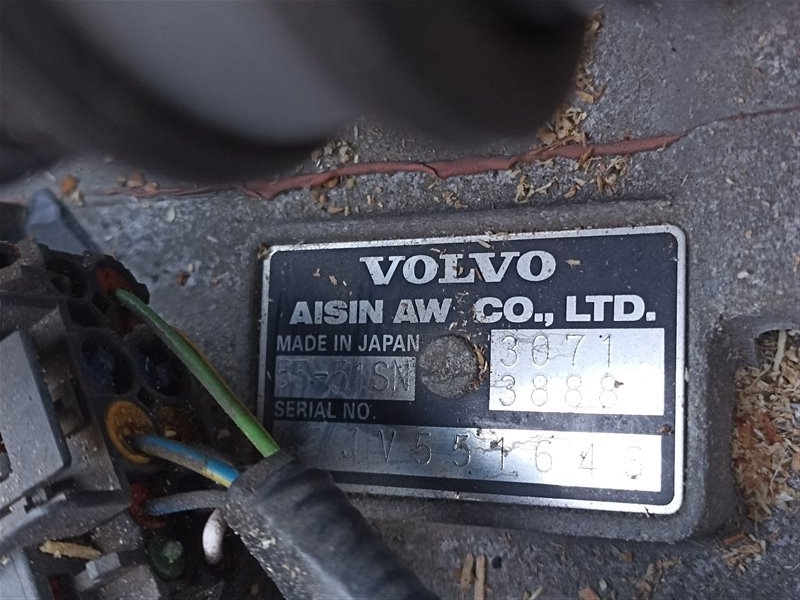 VOLVO
AISIN AW CO., LTD.
MADE IN JAPAN 3071
55-51SN 3888
SERIAL NO.
JV551646